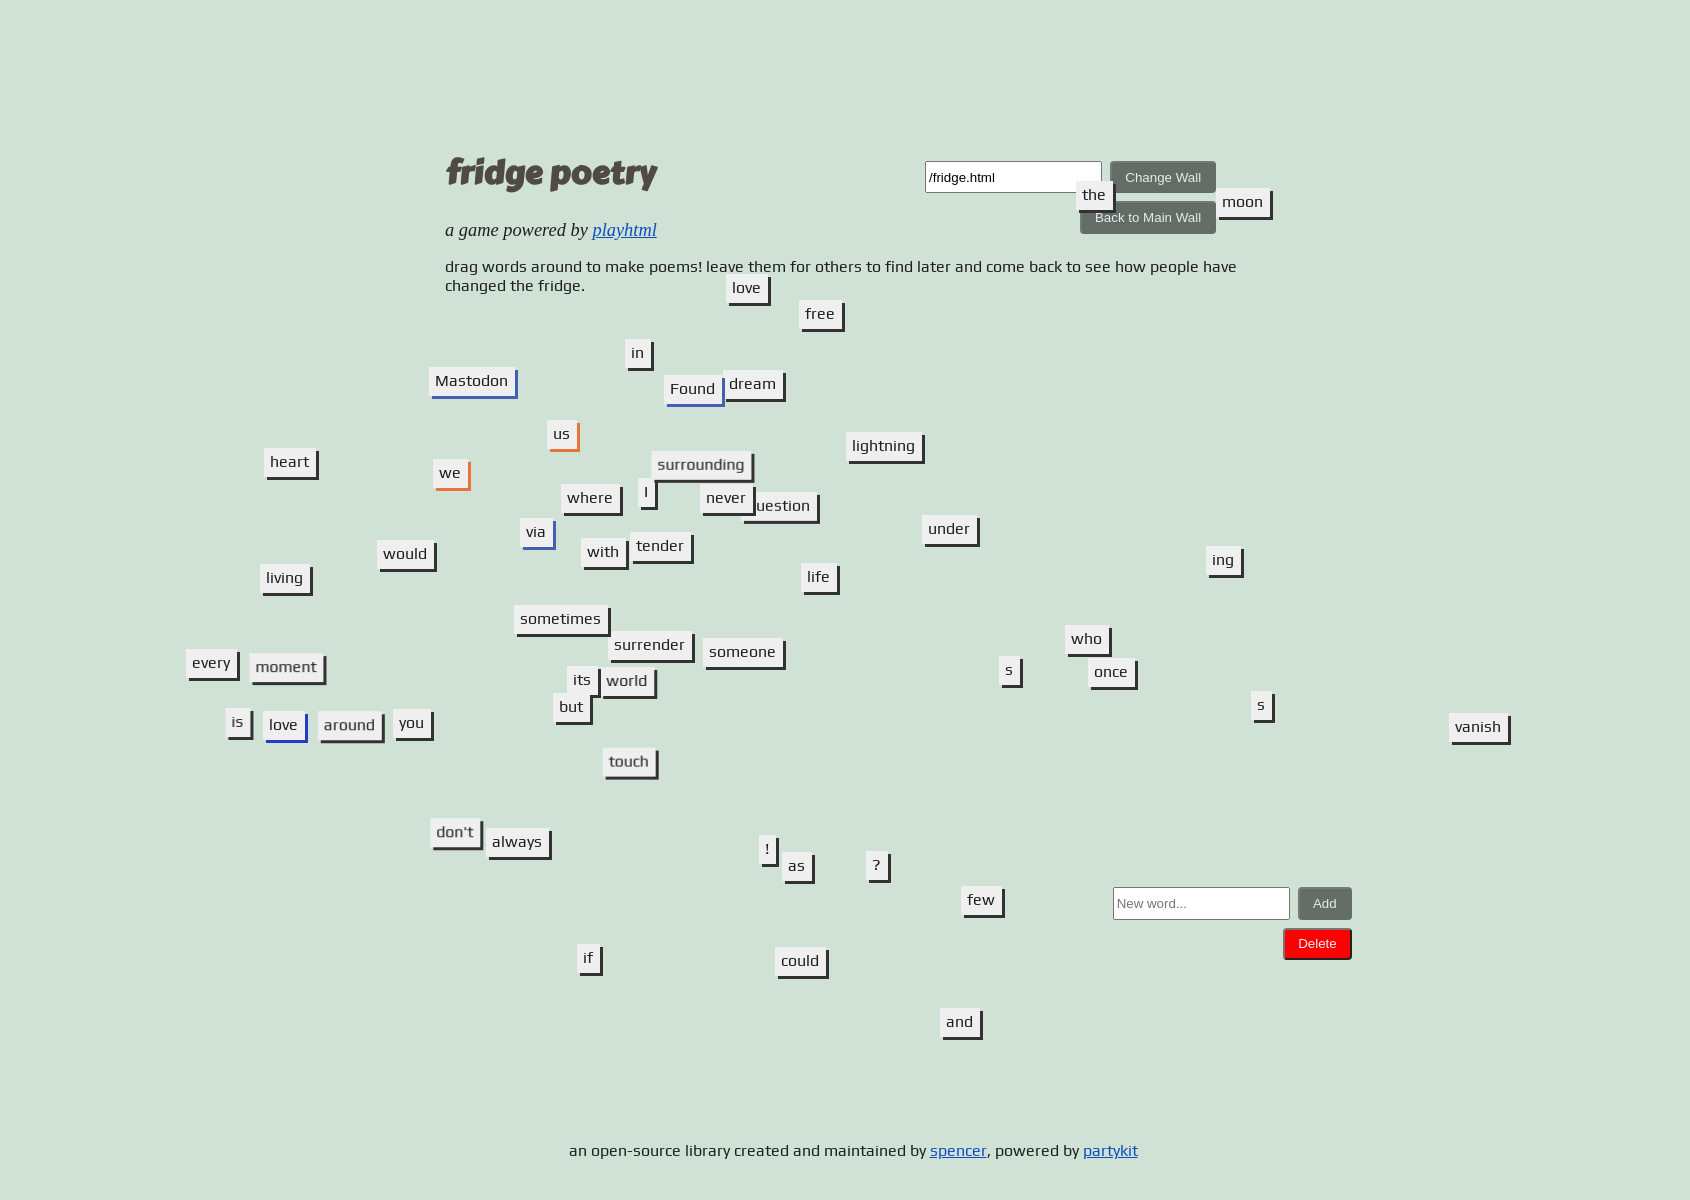 fridge poetry
/fridge.html
Change Wall
the
moon
Back to Main Wall
a game powered by playhtml
drag words around to make poems! leave them for others to find later and come back to see how people have
changed the fridge.
love
free
in
Mastodon
Found
dream
us
lightning
heart
we
surrounding
where
I
never
uestion
under
via
with
tender
would
ing
living
life
sometimes
surrender
someone
who
every
moment
s
once
its
world
but
s
is
love
around
you
vanish
touch
don't
always
!
as
?
few
New word...
Add
Delete
if
could
and
an open-source library created and maintained by spencer, powered by partykit